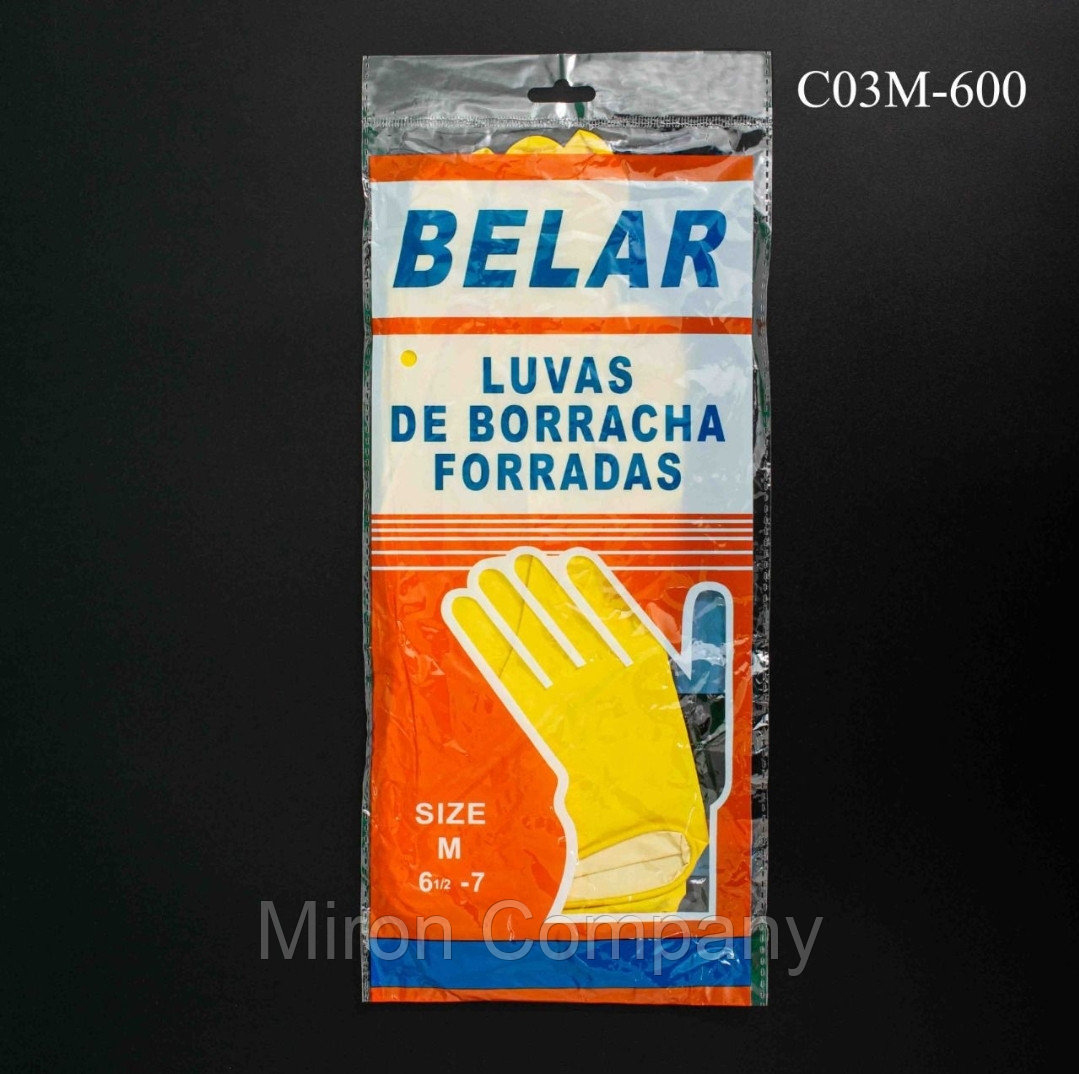 C03M-600
BELAR
LUVAS
DE BORRACHA
FORRADAS
SIZE
M
6 1/2 -7
Miron Company